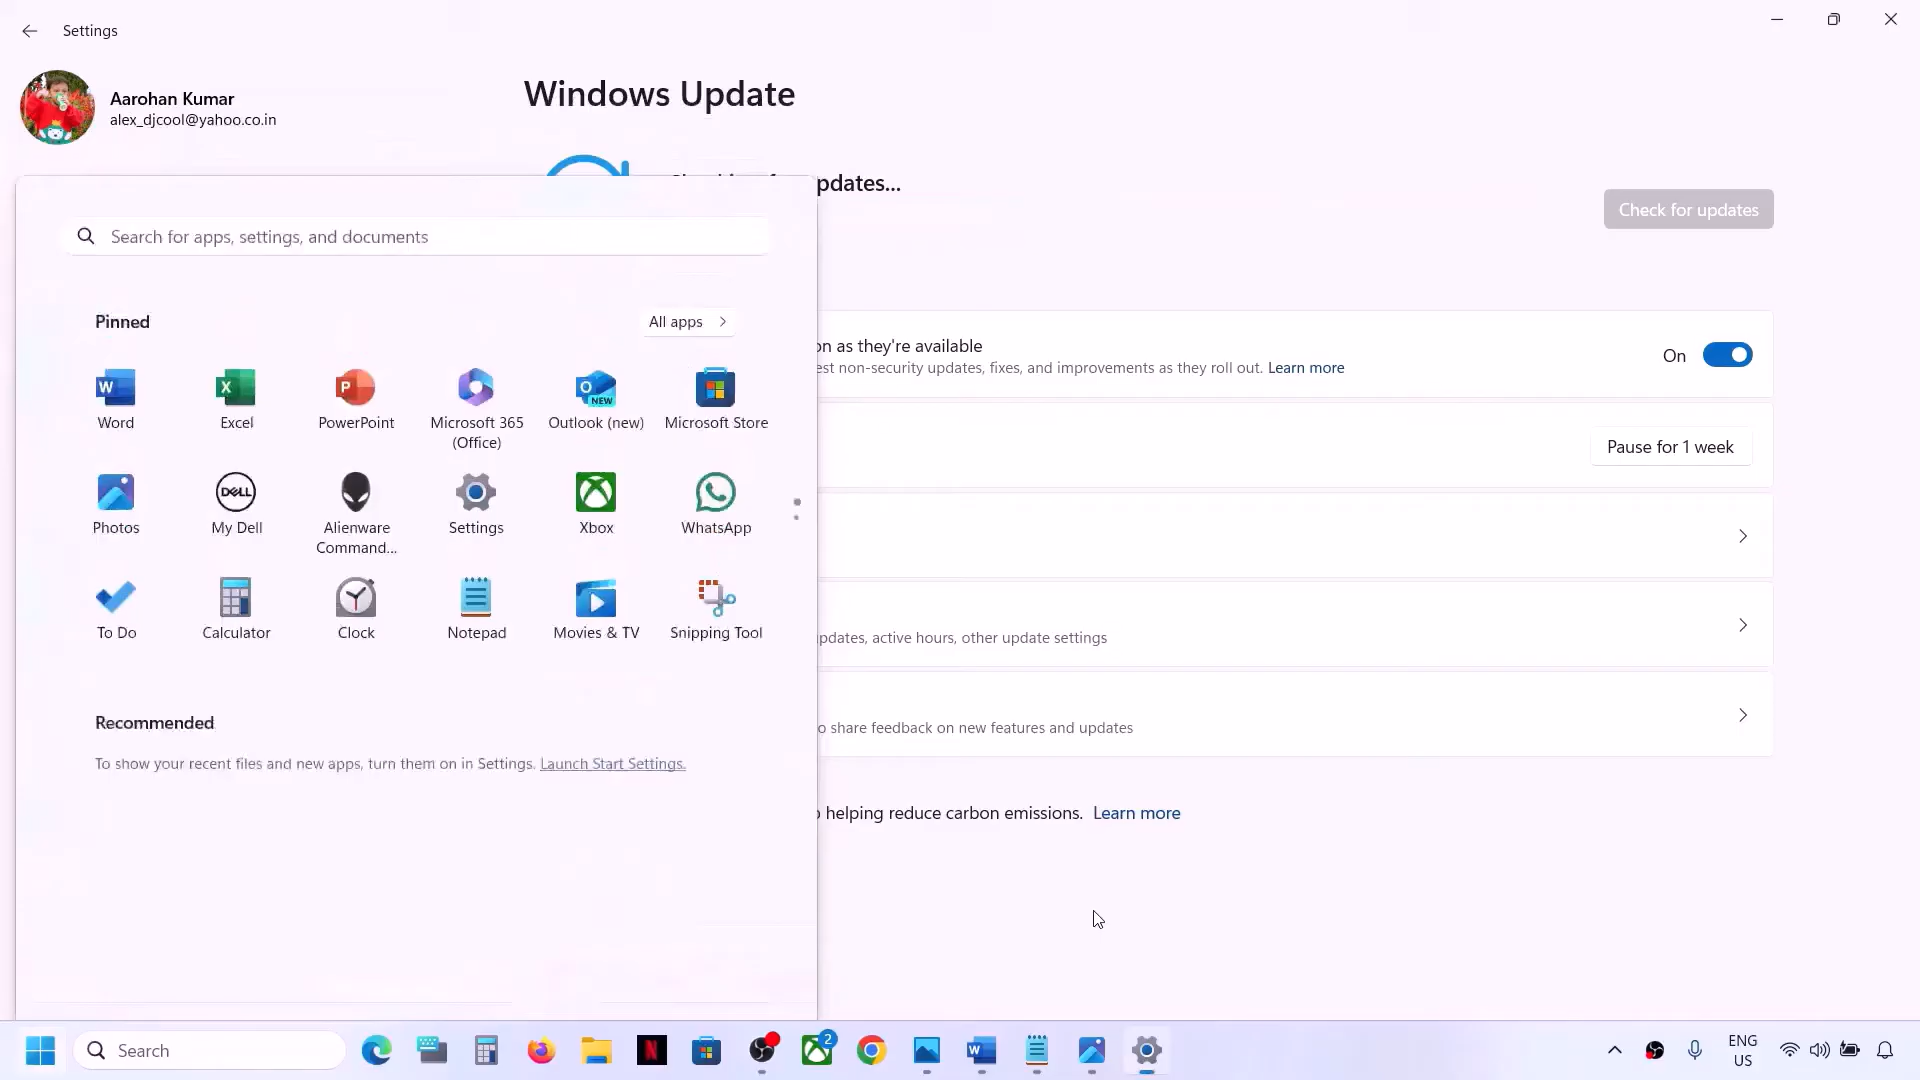 Settings
Aarohan Kumar
alex_djcool@yahoo.co.in
Windows Update
pdates...
Check for updates
Search for apps, settings, and documents
Pinned
All apps
on as they're available
est non-security updates, fixes, and improvements as they roll out. Learn more
On
Word
Excel
PowerPoint
Microsoft 365 (Office)
Outlook (new)
Microsoft Store
Pause for 1 week
Photos
My Dell
Alienware Command...
Settings
Xbox
WhatsApp
To Do
Calculator
Clock
Notepad
Movies & TV
Snipping Tool
updates, active hours, other update settings
Recommended
To show your recent files and new apps, turn them on in Settings. Launch Start Settings.
o share feedback on new features and updates
helping reduce carbon emissions. Learn more
Search
2
ENG
US